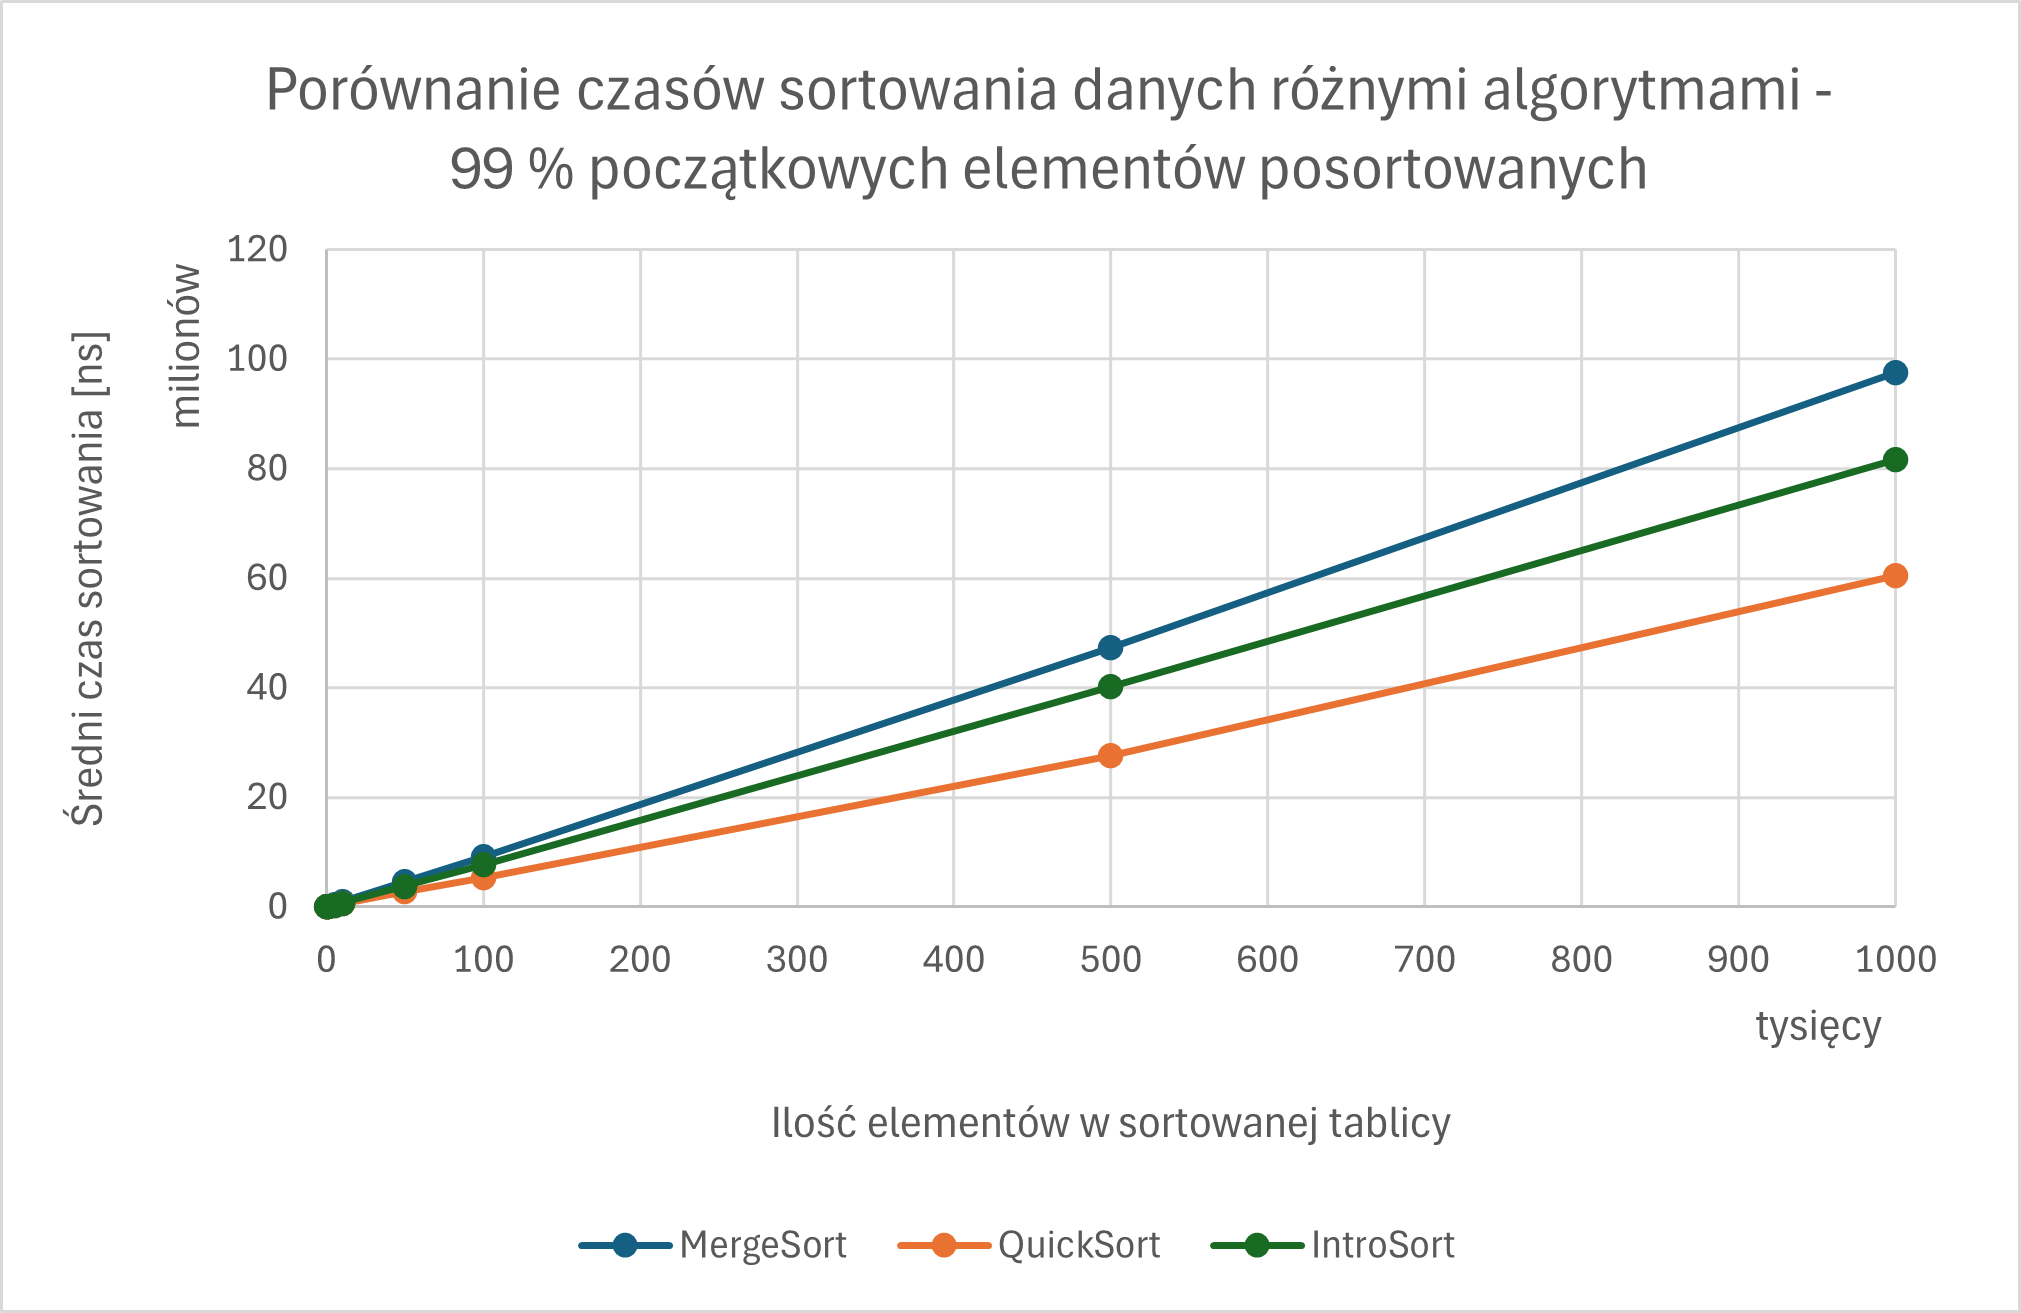 Porównanie czasów sortowania danych różnymi algorytmami -
99 % początkowych elementów posortowanych
Średni czas sortowania [ns]
milionów
120
100
80
60
40
20
0
0 100 200 300 400 500 600 700 800 900 1000
tysięcy
Ilość elementów w sortowanej tablicy
MergeSort QuickSort IntroSort